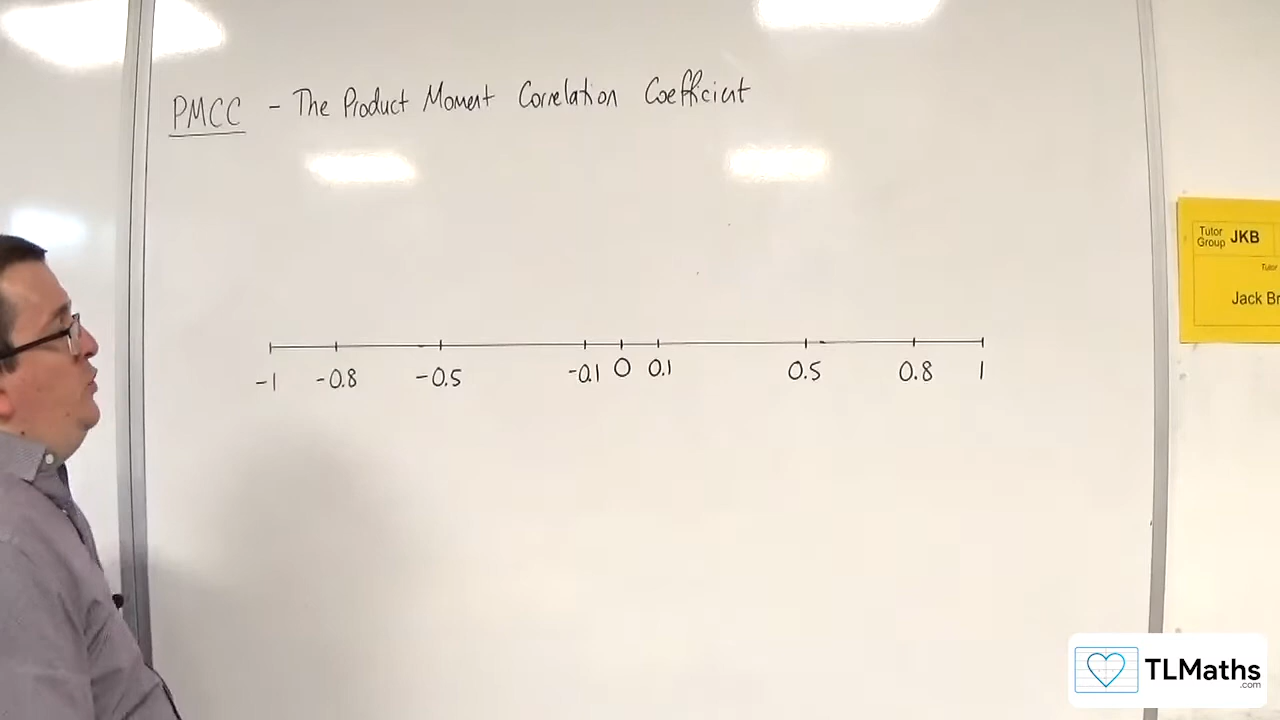 PMCC - The Product Moment Correlation Coefficient
-1 -0.8 -0.5 -0.1 0 0.1 0.5 0.8 1
Tutor Group JKB
Tutor
Jack
TLMaths
.com